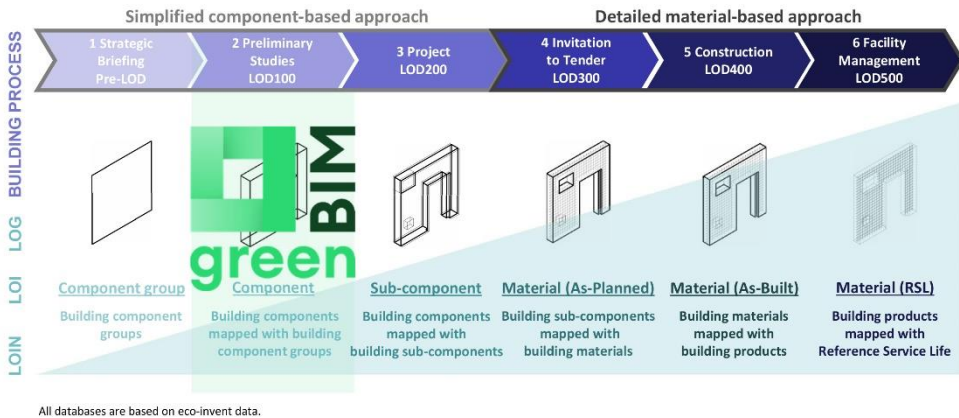 Simplified component-based approach
Detailed material-based approach
BUILDING PROCESS
1 Strategic
Briefing
Pre-LOD
2 Preliminary
Studies
LOD100
3 Project
LOD200
4 Invitation
to Tender
LOD300
5 Construction
LOD400
6 Facility
Management
LOD500
LOG
BIM
green
LOI
Component group
Component
Sub-component
Material (As-Planned)
Material (As-Built)
Material (RSL)
LOIN
Building component
groups
Building components
mapped with building
component groups
Building components
mapped with
building sub-components
Building sub-components
mapped with
building materials
Building materials
mapped with
building products
Building products
mapped with
Reference Service Life
All databases are based on eco-invent data.